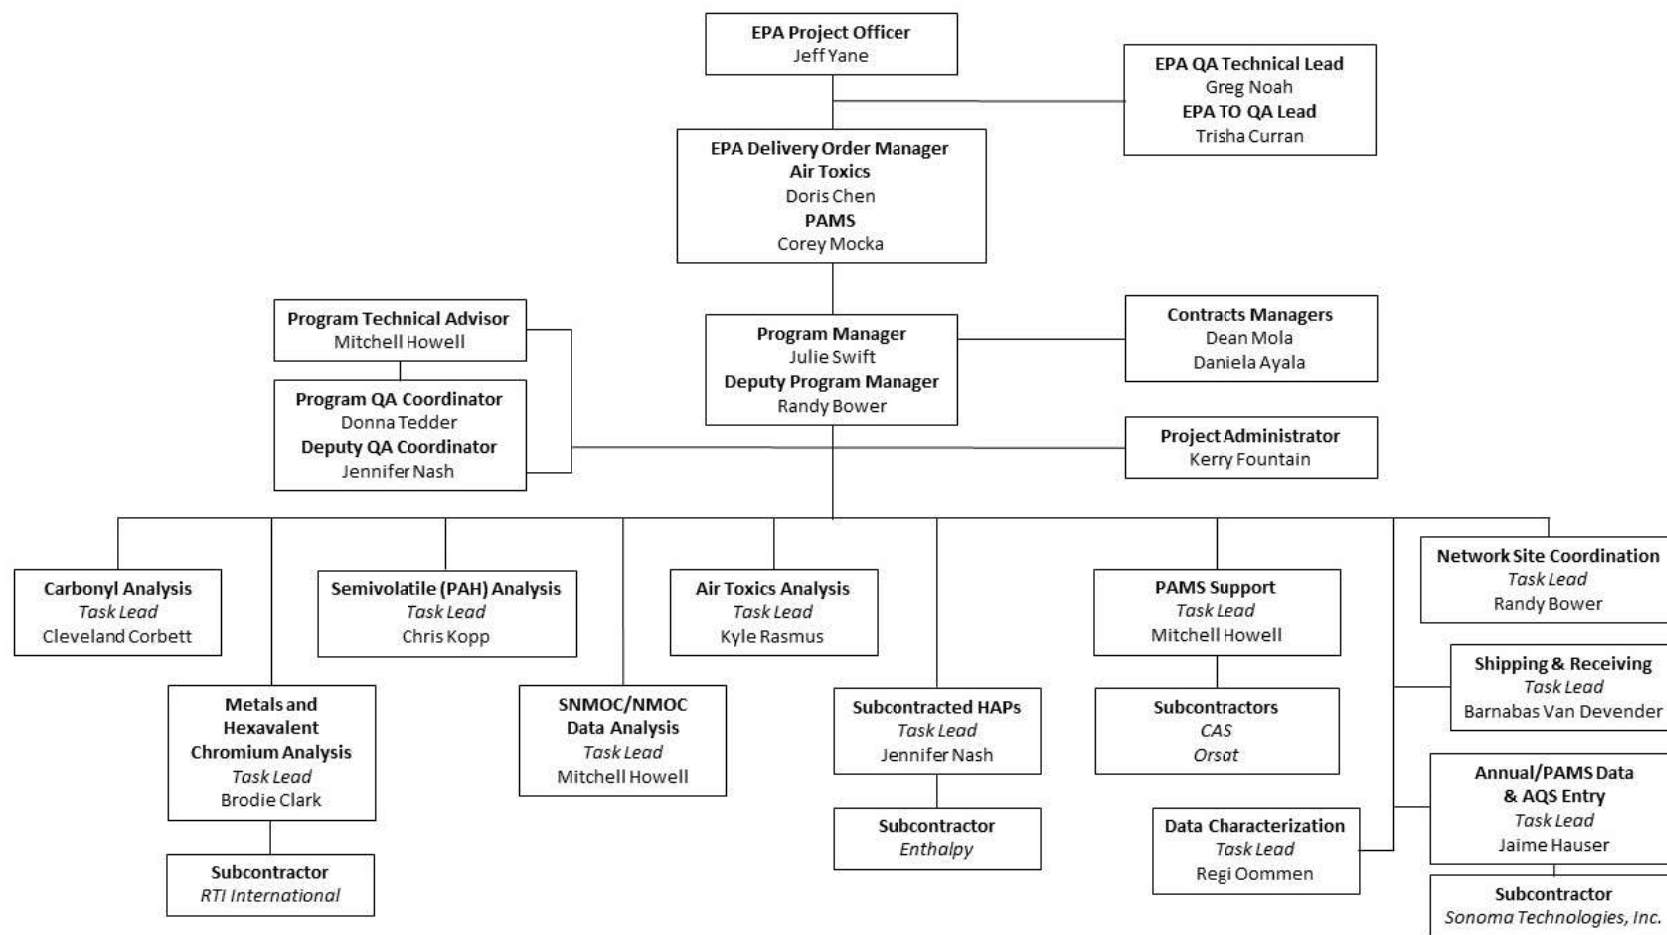 EPA Project Officer
Jeff Yane
EPA QA Technical Lead
Greg Noah
EPA TO QA Lead
Trisha Curran
EPA Delivery Order Manager
Air Toxics
Doris Chen
PAMS
Corey Mocka
Program Technical Advisor
Mitchell Howell
Program QA Coordinator
Donna Tedder
Deputy QA Coordinator
Jennifer Nash
Program Manager
Julie Swift
Deputy Program Manager
Randy Bower
Contracts Managers
Dean Mola
Daniela Ayala
Project Administrator
Kerry Fountain
Carbonyl Analysis
Task Lead
Cleveland Corbett
Metals and
Hexavalent
Chromium Analysis
Task Lead
Brodie Clark
Subcontractor
RTI International
Semivolatile (PAH) Analysis
Task Lead
Chris Kopp
SNMOC/NMOC
Data Analysis
Task Lead
Mitchell Howell
Air Toxics Analysis
Task Lead
Kyle Rasmus
Subcontracted HAPs
Task Lead
Jennifer Nash
Subcontractor
Enthalpy
PAMS Support
Task Lead
Mitchell Howell
Subcontractors
CAS
Orsat
Data Characterization
Task Lead
Regi Oommen
Network Site Coordination
Task Lead
Randy Bower
Shipping & Receiving
Task Lead
Barnabas Van Devender
Annual/PAMS Data
& AQS Entry
Task Lead
Jaime Hauser
Subcontractor
Sonoma Technologies, Inc.